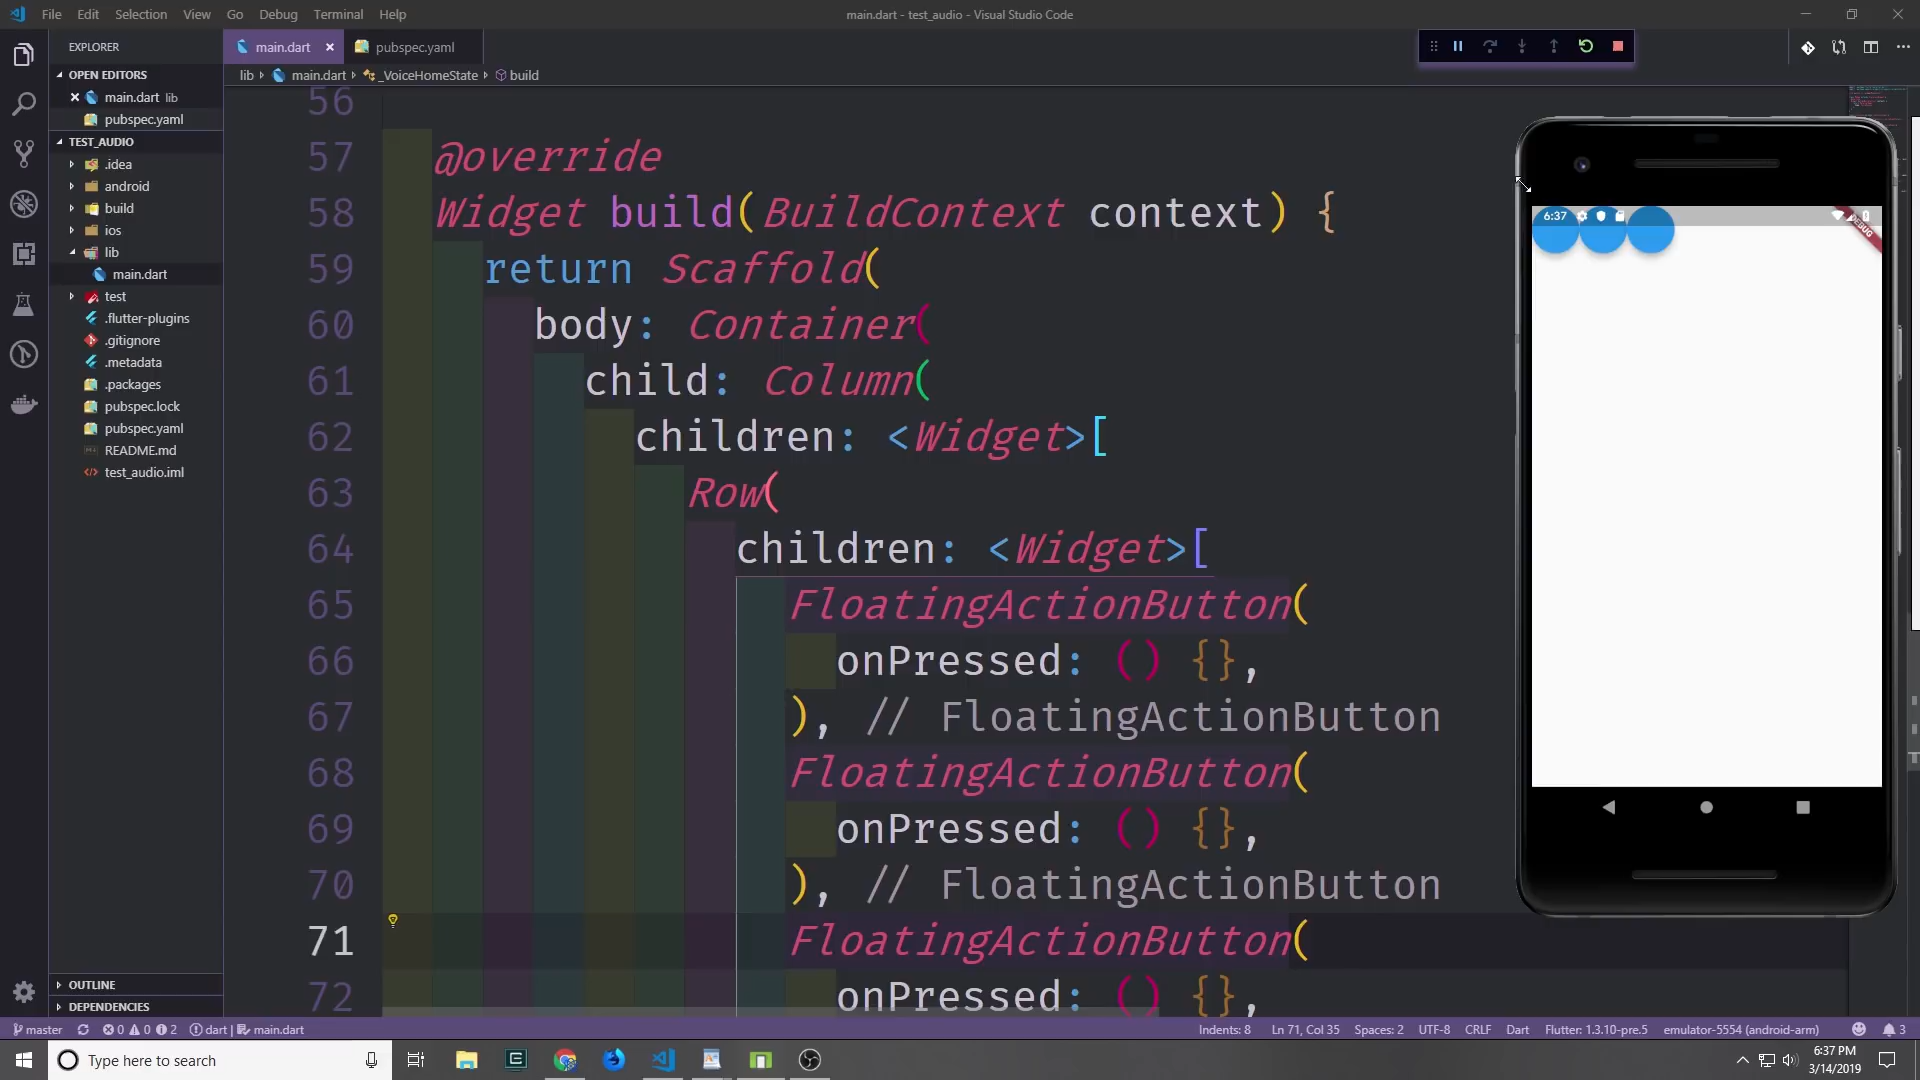 File Edit Selection View Go Debug Terminal Help
main.dart - test_audio - Visual Studio Code
EXPLORER
OPEN EDITORS
main.dart lib
pubspec.yaml
TEST_AUDIO
.idea
android
build
ios
lib
main.dart
test
.flutter-plugins
.gitignore
.metadata
.packages
pubspec.lock
pubspec.yaml
README.md
test_audio.iml
OUTLINE
DEPENDENCIES
main.dart pubspec.yaml
lib main.dart _VoiceHomeState build
56
57 @override
58 Widget build(BuildContext context) {
59 return Scaffold(
60 body: Container(
61 child: Column(
62 children: <Widget>[
63 Row(
64 children: <Widget>[
65 FloatingActionButton(
66 onPressed: () {},
67 ), // FloatingActionButton
68 FloatingActionButton(
69 onPressed: () {},
70 ), // FloatingActionButton
71 FloatingActionButton(
72 onPressed: () {},
6:37
DEBUG
master 0 0 2 dart | main.dart
Indents: 8 Ln 71, Col 35 Spaces: 2 UTF-8 CRLF Dart Flutter: 1.3.10-pre.5 emulator-5554 (android-arm) 3
Type here to search
6:37 PM
3/14/2019